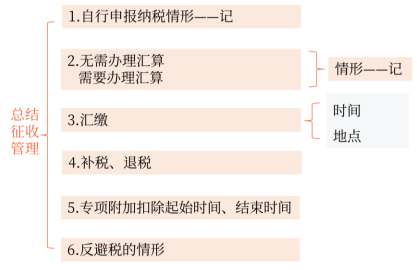 1.自行申报纳税情形——记
2.无需办理汇算
需要办理汇算
情形——记
总结
征收
管理
3.汇缴
时间
地点
4.补税、退税
5.专项附加扣除起始时间、结束时间
6.反避税的情形